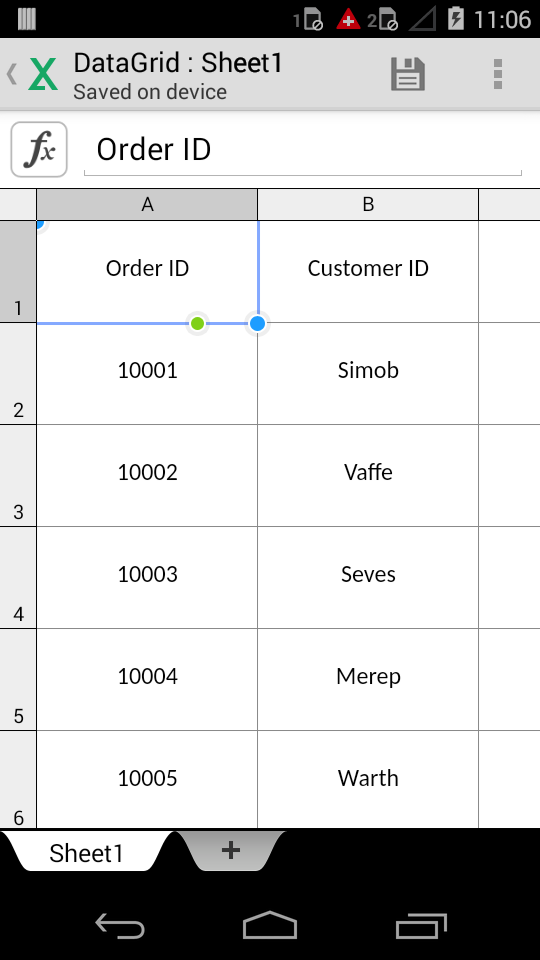 1 2 11:06
DataGrid : Sheet1
Saved on device
fx Order ID
A B
1 Order ID Customer ID
2 10001 Simob
3 10002 Vaffe
4 10003 Seves
5 10004 Merep
6 10005 Warth
Sheet1 +